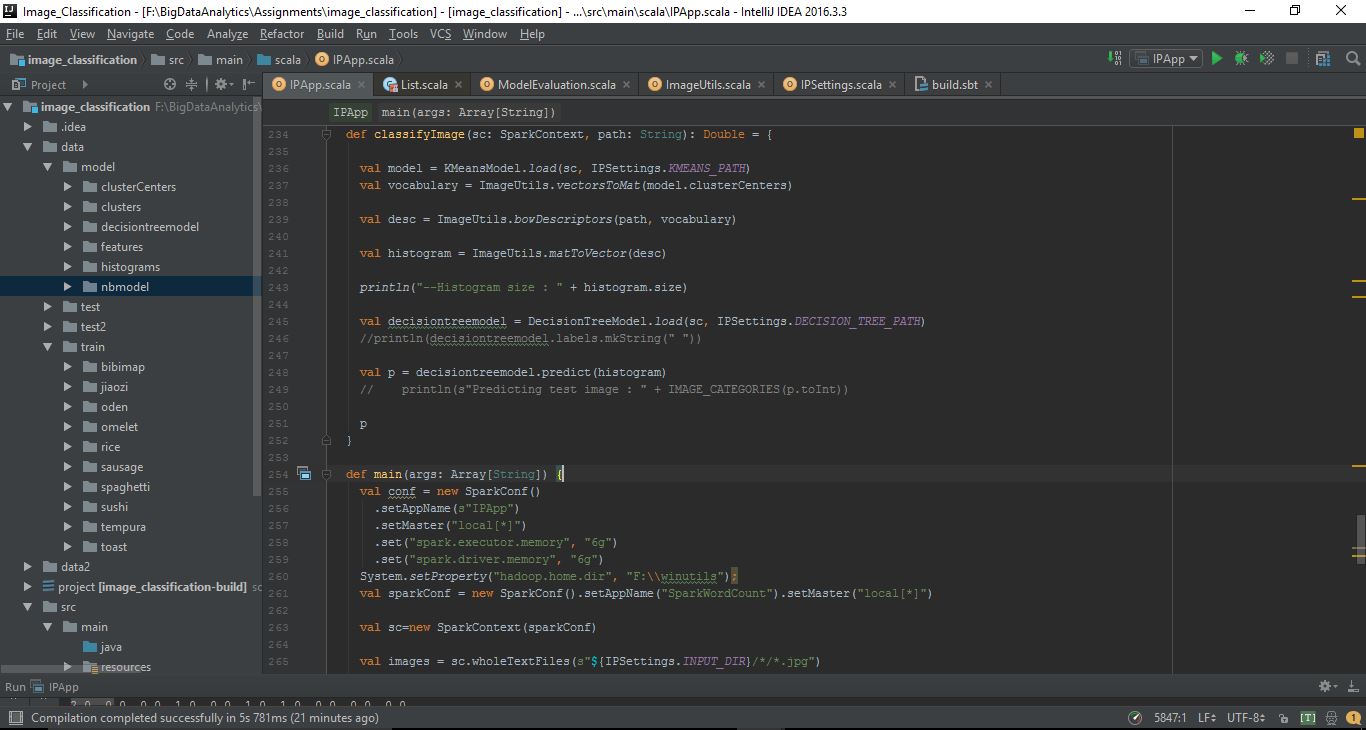 Image_Classification - [F:\BigDataAnalytics\Assignments\image_classification] - [image_classification] - ...\src\main\scala\IPApp.scala - IntelliJ IDEA 2016.3.3
File Edit View Navigate Code Analyze Refactor Build Run Tools VCS Window Help
image_classification src main scala IPApp.scala
IPApp
Project
IPApp.scala List.scala ModelEvaluation.scala ImageUtils.scala IPSettings.scala build.sbt
IPApp main(args: Array[String])
image_classification F:\BigDataAnalytics\
.idea
data
model
clusterCenters
clusters
decisiontreemodel
features
histograms
nbmodel
test
test2
train
bibimap
jiaozi
oden
omelet
rice
sausage
spaghetti
sushi
tempura
toast
data2
project [image_classification-build] sc
src
main
java
resources
234 def classifyImage(sc: SparkContext, path: String): Double = {
235
236 val model = KMeansModel.load(sc, IPSettings.KMEANS_PATH)
237 val vocabulary = ImageUtils.vectorsToMat(model.clusterCenters)
238
239 val desc = ImageUtils.bowDescriptors(path, vocabulary)
240
241 val histogram = ImageUtils.matToVector(desc)
242
243 println("--Histogram size : " + histogram.size)
244
245 val decisiontreemodel = DecisionTreeModel.load(sc, IPSettings.DECISION_TREE_PATH)
246 //println(decisiontreemodel.labels.mkString(" "))
247
248 val p = decisiontreemodel.predict(histogram)
249 // println(s"Predicting test image : " + IMAGE_CATEGORIES(p.toInt))
250
251 p
252 }
253
254 def main(args: Array[String]) {
255 val conf = new SparkConf()
256 .setAppName(s"IPApp")
257 .setMaster("local[*]")
258 .set("spark.executor.memory", "6g")
259 .set("spark.driver.memory", "6g")
260 System.setProperty("hadoop.home.dir", "F:\\winutils");
261 val sparkConf = new SparkConf().setAppName("SparkWordCount").setMaster("local[*]")
262
263 val sc=new SparkContext(sparkConf)
264
265 val images = sc.wholeTextFiles(s"${IPSettings.INPUT_DIR}/*/*.jpg")
Run IPApp
Compilation completed successfully in 5s 781ms (21 minutes ago)
5847:1 LF UTF-8 [T] 1